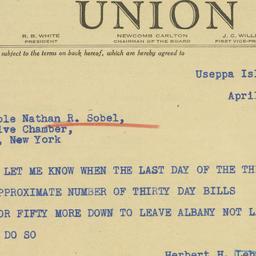 UNION
R. B. WHITE
PRESIDENT
NEWCOMB CARLTON
CHAIRMAN OF THE BOARD
J. C. WILL
FIRST VICE-PR
subject to the terms on back hereof, which are hereby agreed to
Useppa Isl
April
ble Nathan R. Sobel,
ive Chamber,
, New York
LET ME KNOW WHEN THE LAST DAY OF THE TH
PPROXIMATE NUMBER OF THIRTY DAY BILLS
OR FIFTY MORE DOWN TO LEAVE ALBANY NOT L
DO SO
Herbert H. Leh